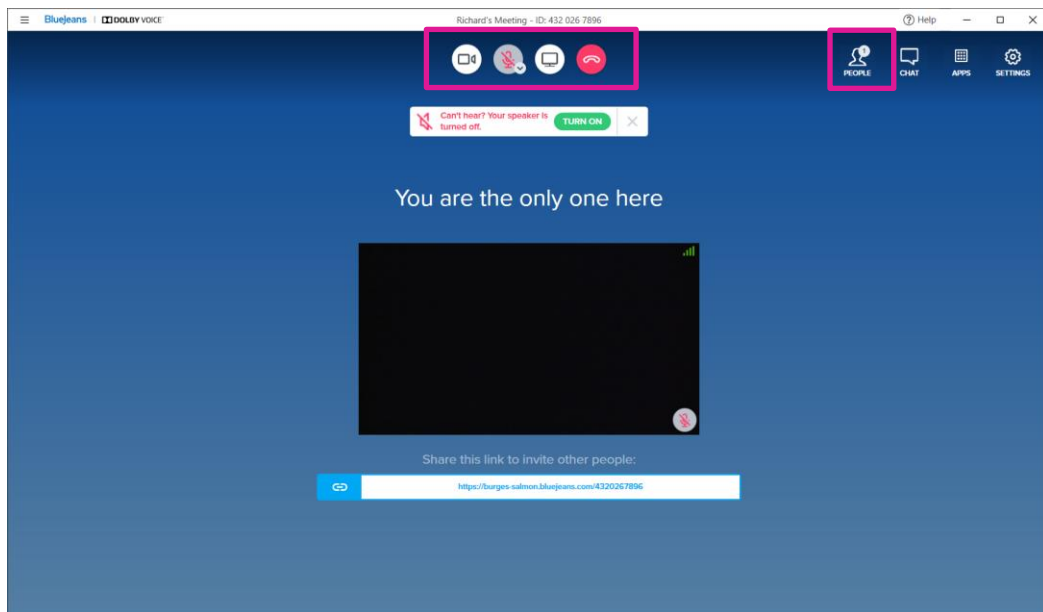 Bluejeans | DOLBY VOICE
Richard's Meeting - ID: 432 026 7896
Help
1
PEOPLE
CHAT
APPS
SETTINGS
Can't hear? Your speaker is
turned off.
TURN ON
You are the only one here
Share this link to invite other people:
https://burges-salmon.bluejeans.com/4320267896